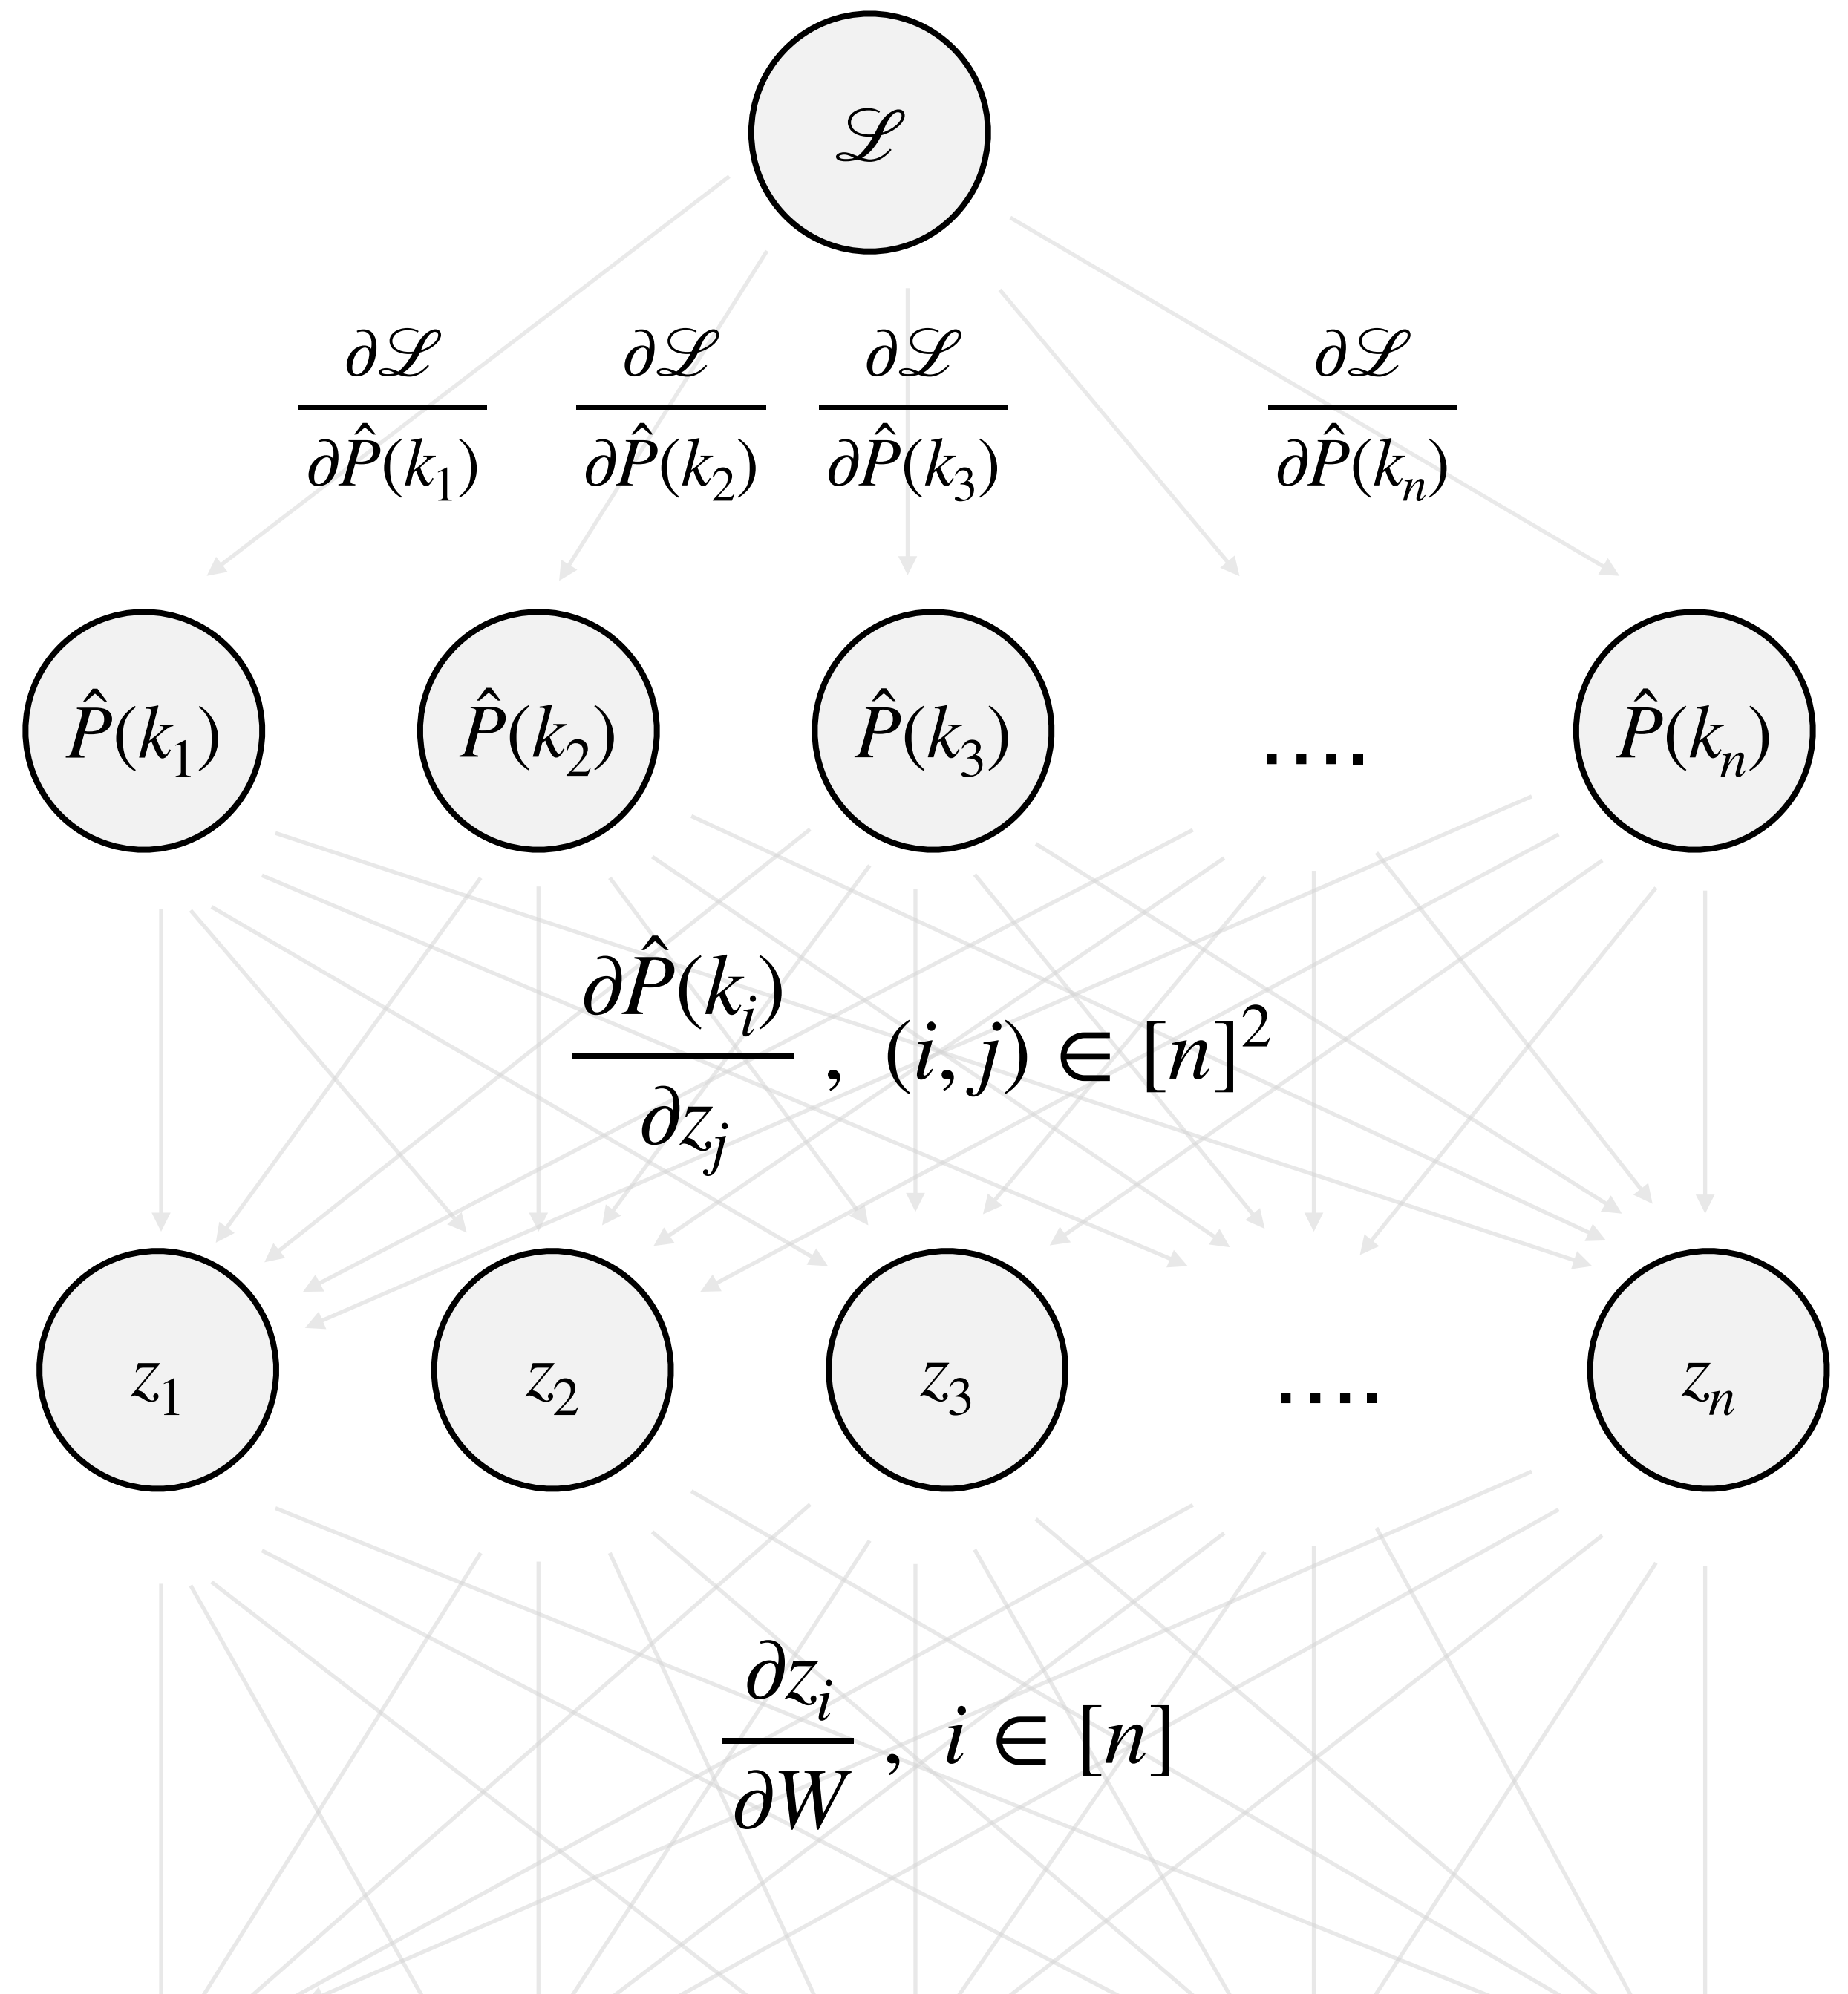 ℒ
∂ℒ/∂P̂(k₁) ∂ℒ/∂P̂(k₂) ∂ℒ/∂P̂(k₃) ∂ℒ/∂P̂(kₙ)
P̂(k₁) P̂(k₂) P̂(k₃) .... P̂(kₙ)
∂P̂(kᵢ)/∂zⱼ , (i, j) ∈ [n]²
z₁ z₂ z₃ .... zₙ
∂zᵢ/∂W , i ∈ [n]